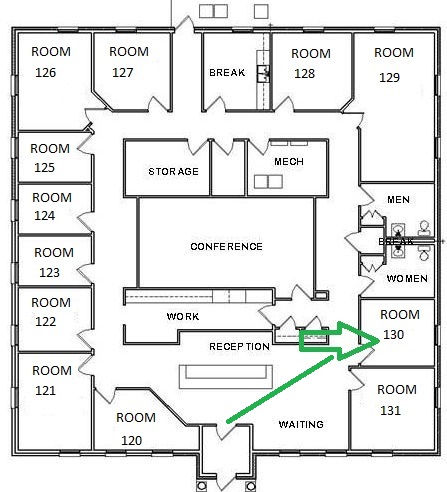 ROOM
126
ROOM
127
BREAK
ROOM
128
ROOM
129
ROOM
125
STORAGE
MECH
ROOM
124
MEN
CONFERENCE
BREAK
ROOM
123
WOMEN
ROOM
122
WORK
ROOM
130
RECEPTION
ROOM
121
ROOM
131
ROOM
120
WAITING